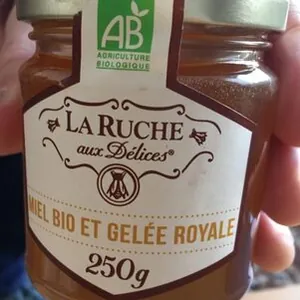 AB
AGRICULTURE
BIOLOGIQUE
LA RUCHE
aux Délices®
MIEL BIO ET GELÉE ROYALE
250g